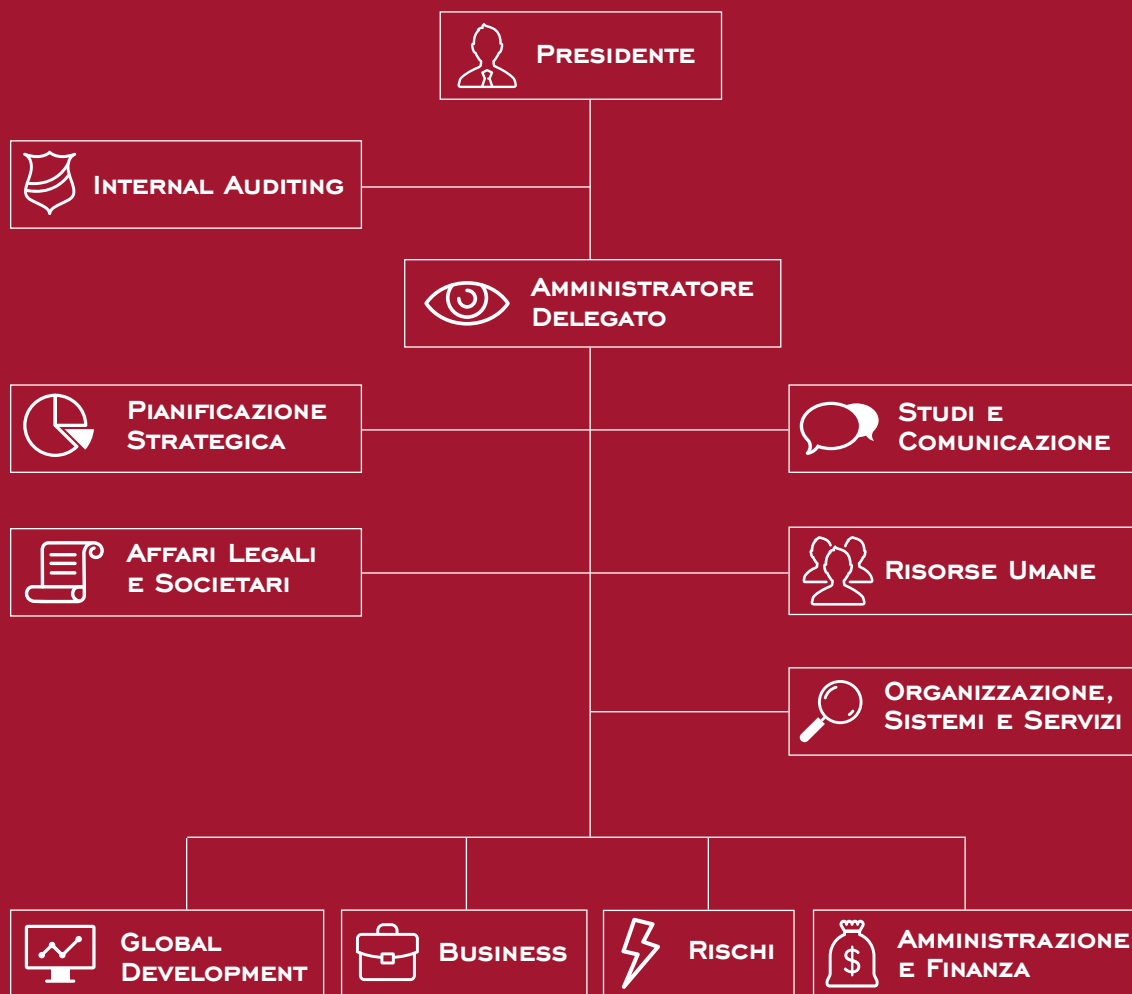 PRESIDENTE
INTERNAL AUDITING
AMMINISTRATORE
DELEGATO
PIANIFICAZIONE
STRATEGICA
STUDI E
COMUNICAZIONE
AFFARI LEGALI
E SOCIETARI
RISORSE UMANE
ORGANIZZAZIONE,
SISTEMI E SERVIZI
GLOBAL
DEVELOPMENT
BUSINESS
RISCHI
$
AMMINISTRAZIONE
E FINANZA